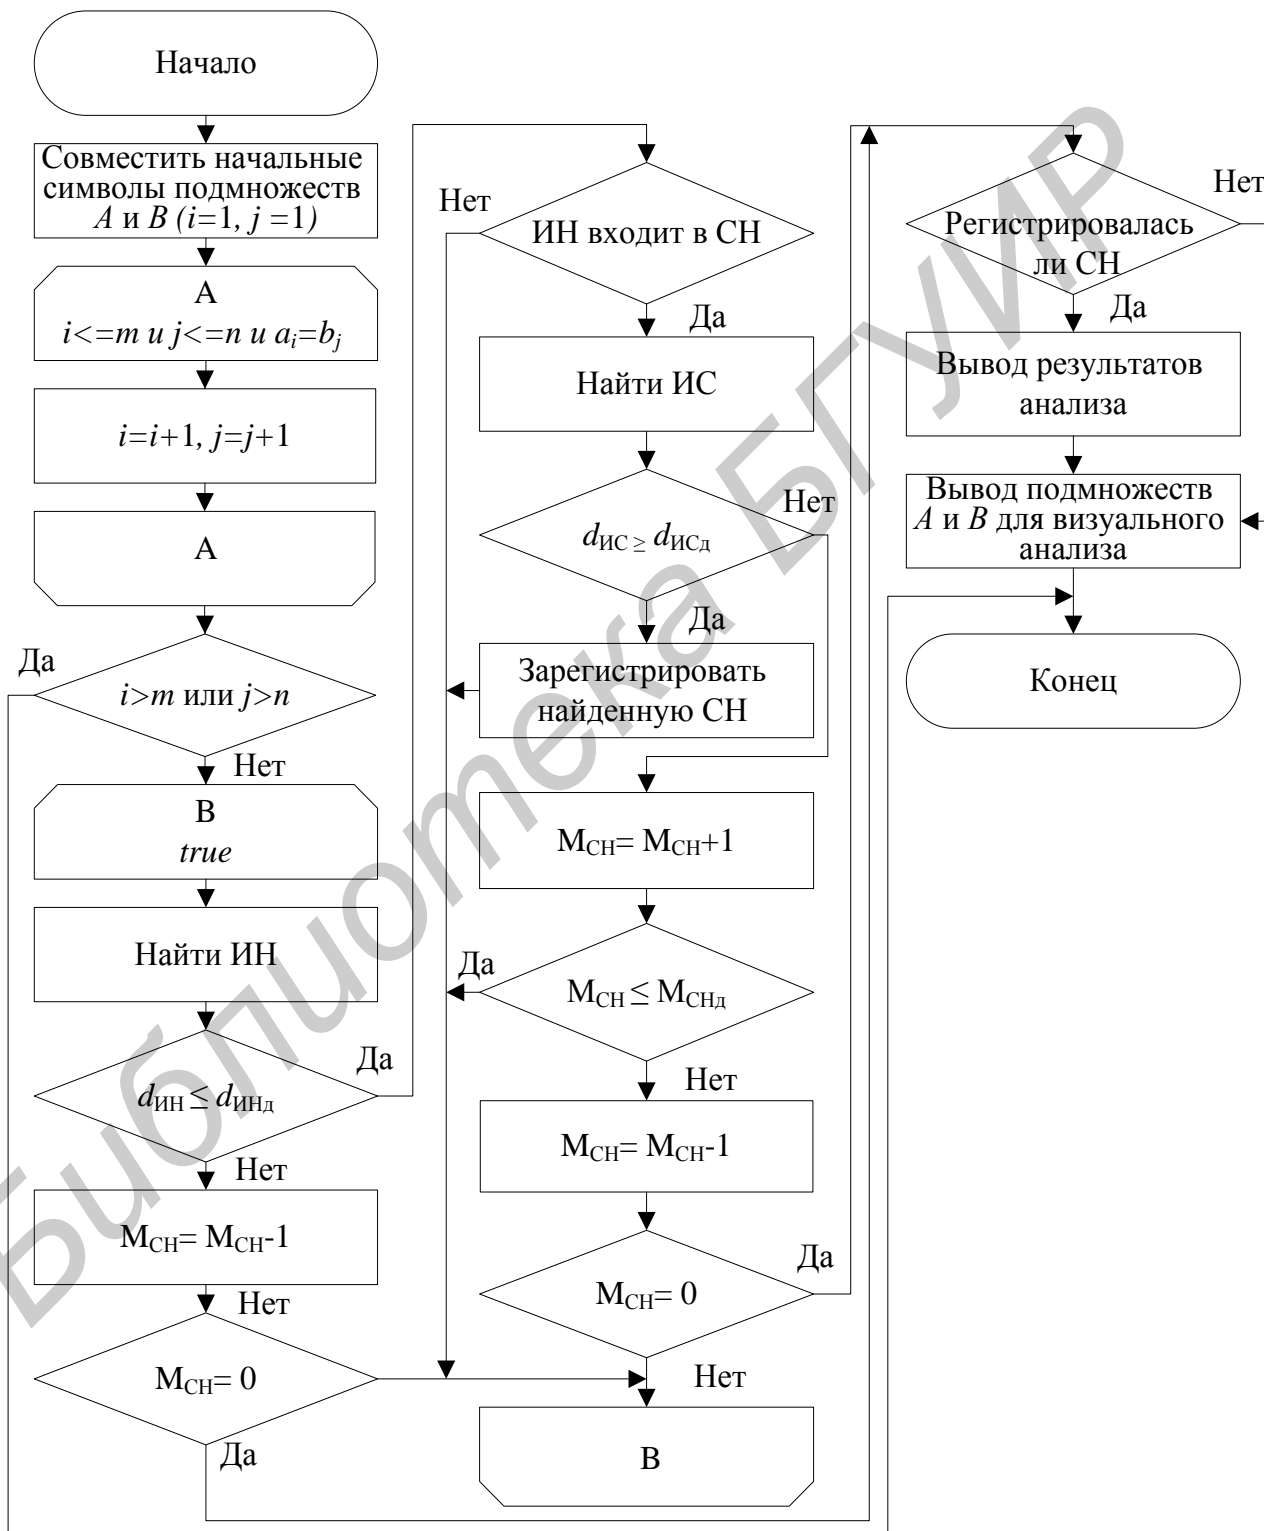 Начало
Совместить начальные
символы подмножеств
A и B (i=1, j =1)
A
i<=m и j<=n и aᵢ=bⱼ
i=i+1, j=j+1
A
Да
i>m или j>n
Нет
B
true
Найти ИН
Да
dИН ≤ dИНд
Нет
MСН= MСН-1
Нет
MСН= 0
Да
Нет
ИН входит в СН
Да
Найти ИС
Нет
dИС ≥ dИСд
Да
Зарегистрировать
найденную СН
MСН= MСН+1
Да
MСН ≤ MСНд
Нет
MСН= MСН-1
Да
MСН= 0
Нет
B
Нет
Регистрировалась
ли СН
Да
Вывод результатов
анализа
Вывод подмножеств
A и B для визуального
анализа
Конец
Библиотека БГУИР